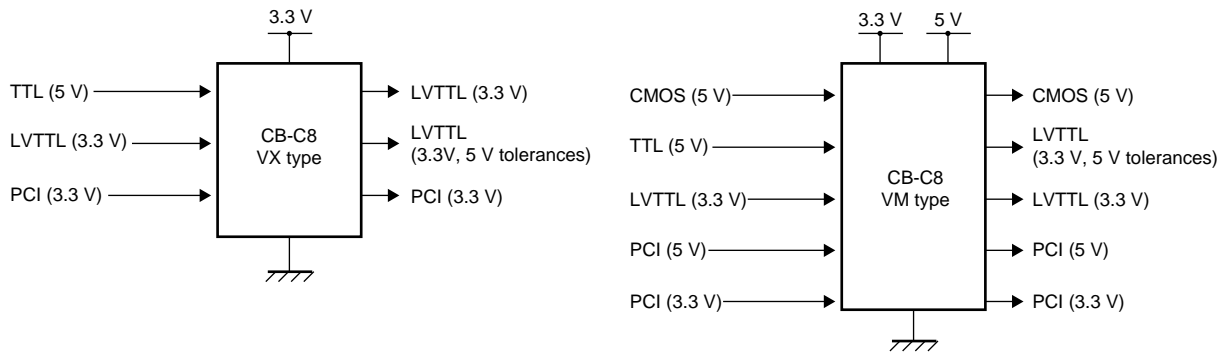 3.3 V
TTL (5 V)
LVTTL (3.3 V)
PCI (3.3 V)
CB-C8
VX type
LVTTL (3.3 V)
LVTTL
(3.3V, 5 V tolerances)
PCI (3.3 V)
3.3 V
5 V
CMOS (5 V)
TTL (5 V)
LVTTL (3.3 V)
PCI (5 V)
PCI (3.3 V)
CB-C8
VM type
CMOS (5 V)
LVTTL
(3.3 V, 5 V tolerances)
LVTTL (3.3 V)
PCI (5 V)
PCI (3.3 V)